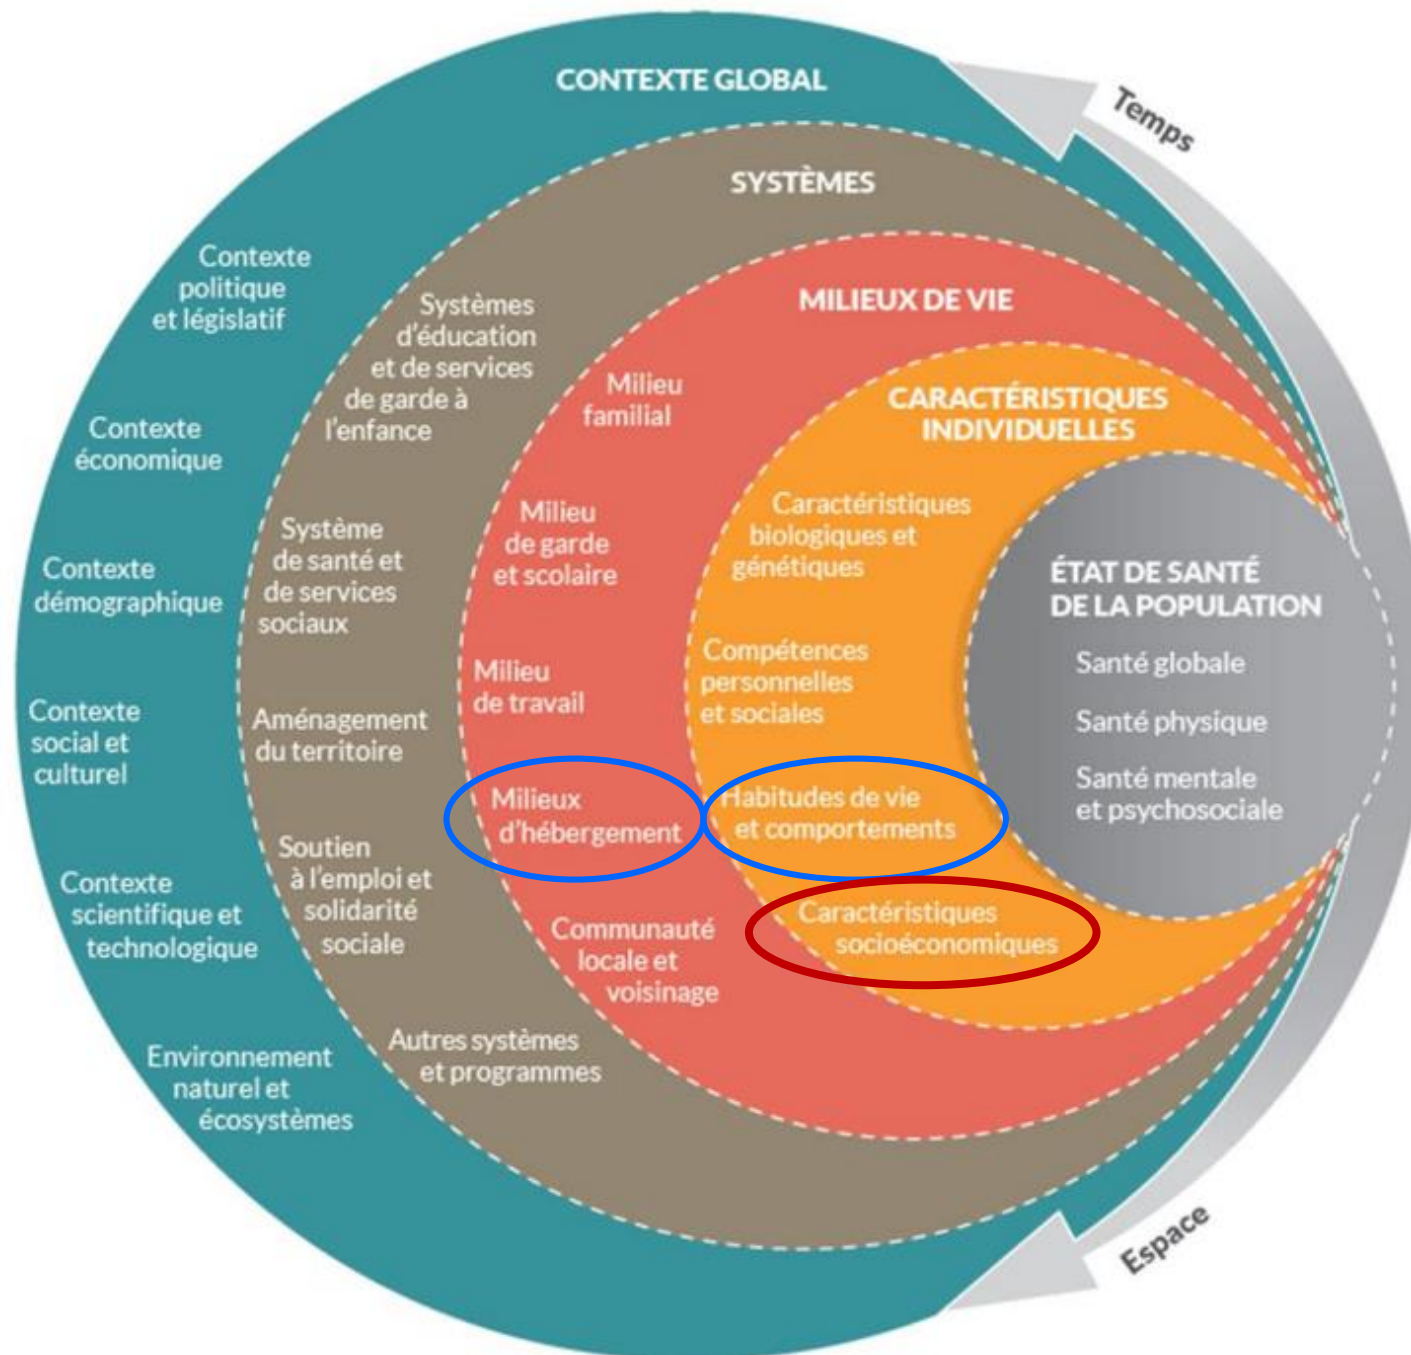 CONTEXTE GLOBAL
Contexte
politique
et législatif
Contexte
économique
Contexte
démographique
Contexte
social et
culturel
Contexte
scientifique et
technologique
Environnement
naturel et
écosystèmes
SYSTÈMES
Systèmes
d'éducation
et de services
de garde à
l'enfance
Système
de santé et
de services
sociaux
Aménagement
du territoire
Soutien
à l'emploi et
solidarité
sociale
Autres systèmes
et programmes
MILIEUX DE VIE
Milieu
familial
Milieu
de garde
et scolaire
Milieu
de travail
Milieux
d'hébergement
Communauté
locale et
voisinage
CARACTÉRISTIQUES
INDIVIDUELLES
Caractéristiques
biologiques et
génétiques
Compétences
personnelles
et sociales
Habitudes de vie
et comportements
Caractéristiques
socioéconomiques
ÉTAT DE SANTÉ
DE LA POPULATION
Santé globale
Santé physique
Santé mentale
et psychosociale
Temps
Espace